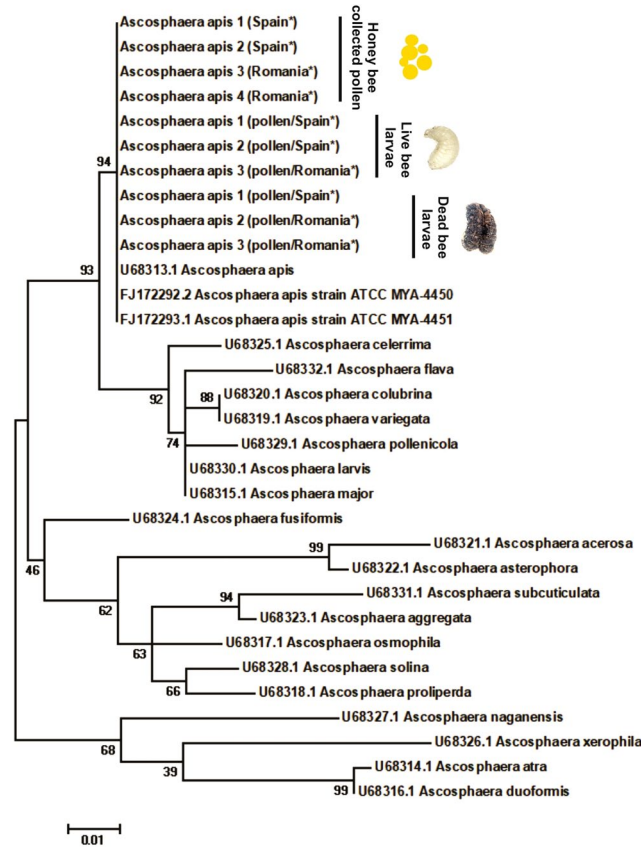 Ascosphaera apis 1 (Spain*)
Ascosphaera apis 2 (Spain*)
Ascosphaera apis 3 (Romania*)
Ascosphaera apis 4 (Romania*)
Honey bee
collected pollen
Ascosphaera apis 1 (pollen/Spain*)
Ascosphaera apis 2 (pollen/Spain*)
Ascosphaera apis 3 (pollen/Romania*)
Live bee
larvae
94
Ascosphaera apis 1 (pollen/Spain*)
Ascosphaera apis 2 (pollen/Romania*)
Ascosphaera apis 3 (pollen/Romania*)
Dead bee
larvae
93
U68313.1 Ascosphaera apis
FJ172292.2 Ascosphaera apis strain ATCC MYA-4450
FJ172293.1 Ascosphaera apis strain ATCC MYA-4451
U68325.1 Ascosphaera celerrima
U68332.1 Ascosphaera flava
92
88
U68320.1 Ascosphaera colubrina
U68319.1 Ascosphaera variegata
74
U68329.1 Ascosphaera pollenicola
U68330.1 Ascosphaera larvis
U68315.1 Ascosphaera major
U68324.1 Ascosphaera fusiformis
46
99
U68321.1 Ascosphaera acerosa
U68322.1 Ascosphaera asterophora
62
94
U68331.1 Ascosphaera subcuticulata
U68323.1 Ascosphaera aggregata
63
U68317.1 Ascosphaera osmophila
66
U68328.1 Ascosphaera solina
U68318.1 Ascosphaera proliperda
U68327.1 Ascosphaera naganensis
68
U68326.1 Ascosphaera xerophila
39
U68314.1 Ascosphaera atra
99
U68316.1 Ascosphaera duoformis
0.01